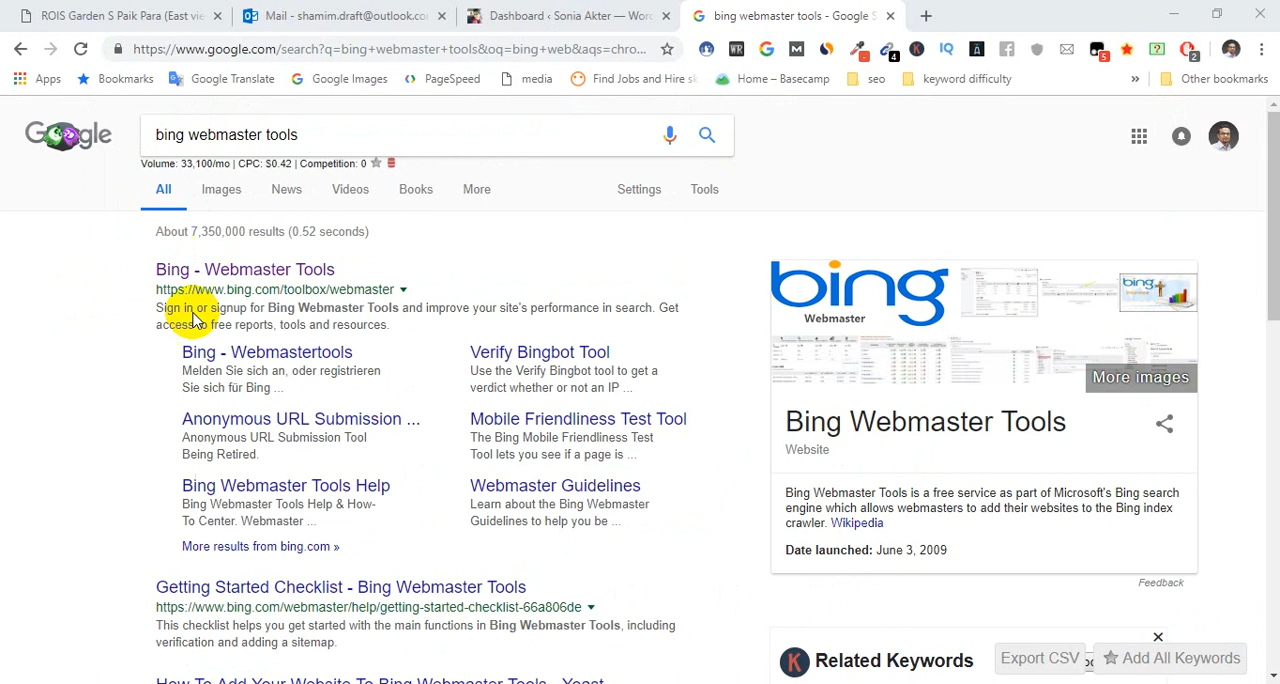 ROIS Garden S Paik Para (East vie
Mail - shamim.draft@outlook.com
Dashboard ‹ Sonia Akter — Wor
bing webmaster tools - Google S
https://www.google.com/search?q=bing+webmaster+tools&oq=bing+web&aqs=chro...
Apps
Bookmarks
Google Translate
Google Images
PageSpeed
media
Find Jobs and Hire sk
Home – Basecamp
seo
keyword difficulty
»
Other bookmarks
Google
bing webmaster tools
Volume: 33,100/mo | CPC: $0.42 | Competition: 0
All
Images
News
Videos
Books
More
Settings
Tools
About 7,350,000 results (0.52 seconds)
Bing - Webmaster Tools
https://www.bing.com/toolbox/webmaster
Sign in or signup for Bing Webmaster Tools and improve your site's performance in search. Get
access to free reports, tools and resources.
Bing - Webmastertools
Melden Sie sich an, oder registrieren
Sie sich für Bing ...
Verify Bingbot Tool
Use the Verify Bingbot tool to get a
verdict whether or not an IP. ...
Anonymous URL Submission ...
Anonymous URL Submission Tool
Being Retired.
Mobile Friendliness Test Tool
The Bing Mobile Friendliness Test
Tool lets you see if a page is ...
Bing Webmaster Tools Help
Bing Webmaster Tools Help & How-
To Center. Webmaster ...
Webmaster Guidelines
Learn about the Bing Webmaster
Guidelines to help you be ...
More results from bing.com »
Getting Started Checklist - Bing Webmaster Tools
https://www.bing.com/webmaster/help/getting-started-checklist-66a806de
This checklist helps you get started with the main functions in Bing Webmaster Tools, including
verification and adding a sitemap.
How To Add Your Website To Bing Webmaster Tools - Yoast
bing
Webmaster
bing
More images
Bing Webmaster Tools
Website
Bing Webmaster Tools is a free service as part of Microsoft's Bing search
engine which allows webmasters to add their websites to the Bing index
crawler. Wikipedia
Date launched: June 3, 2009
Feedback
K Related Keywords
Export CSV
Add All Keywords